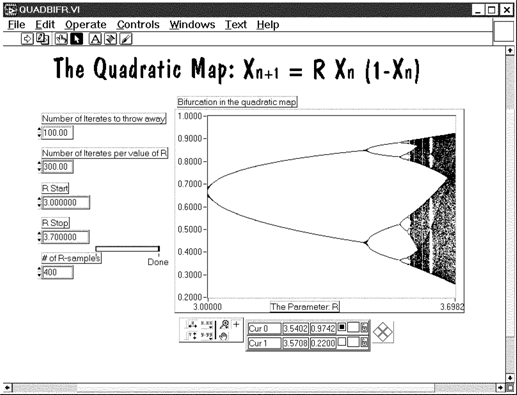 QUADBIFR.VI
File Edit Operate Controls Windows Text Help
The Quadratic Map: Xn+1 = R Xn (1-Xn)
Bifurcation in the quadratic map
Number of Iterates to throw away
100.00
Number of Iterates per value of R
300.00
R Start
3.000000
R Stop
3.700000
Done
# of R-sample's
400
1.0000
0.9000
0.8000
0.7000
0.6000
0.5000
0.4000
0.3000
0.2000
3.00000
The Parameter: R
3.6982
Cur 0 3.5402 0.9742
Cur 1 3.5708 0.2200